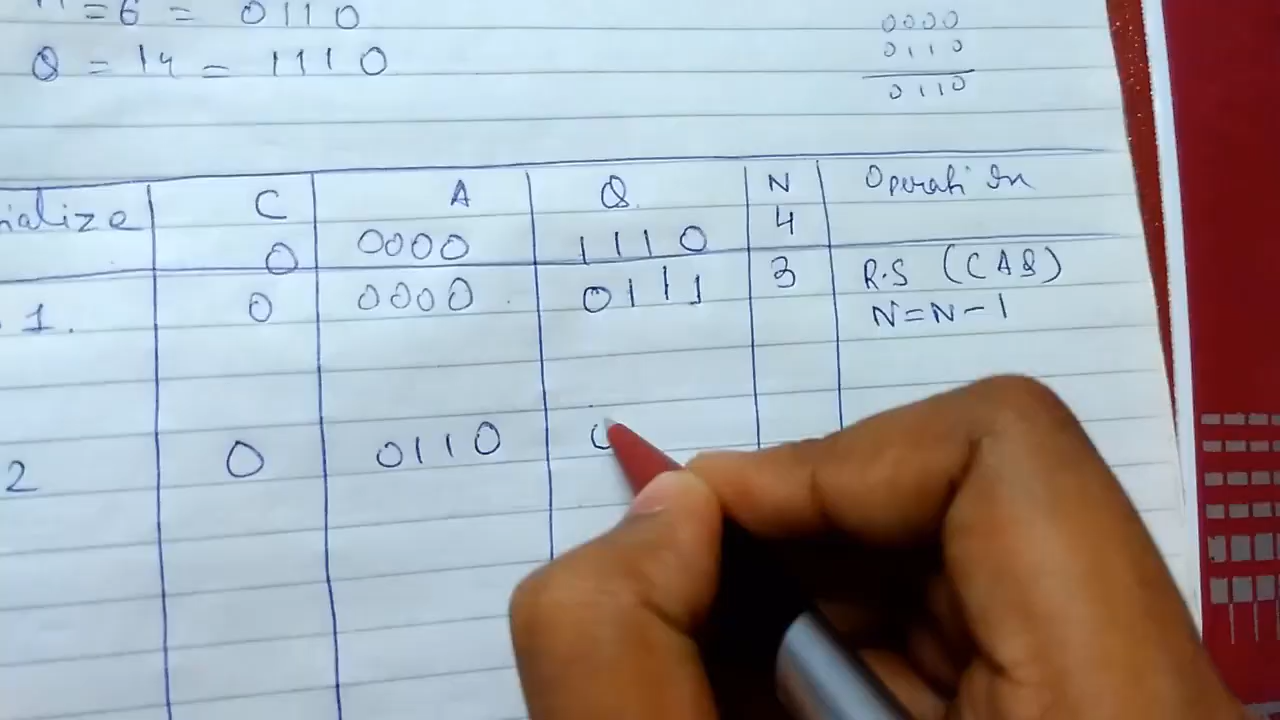 = 6 = 0110
Q = 14 = 1110
0000
0110
0110
ialize C A Q N Operation
0 0000 1110 4
1. 0 0000 0111 3 R.S (CAQ)
N=N-1
2 0 0110